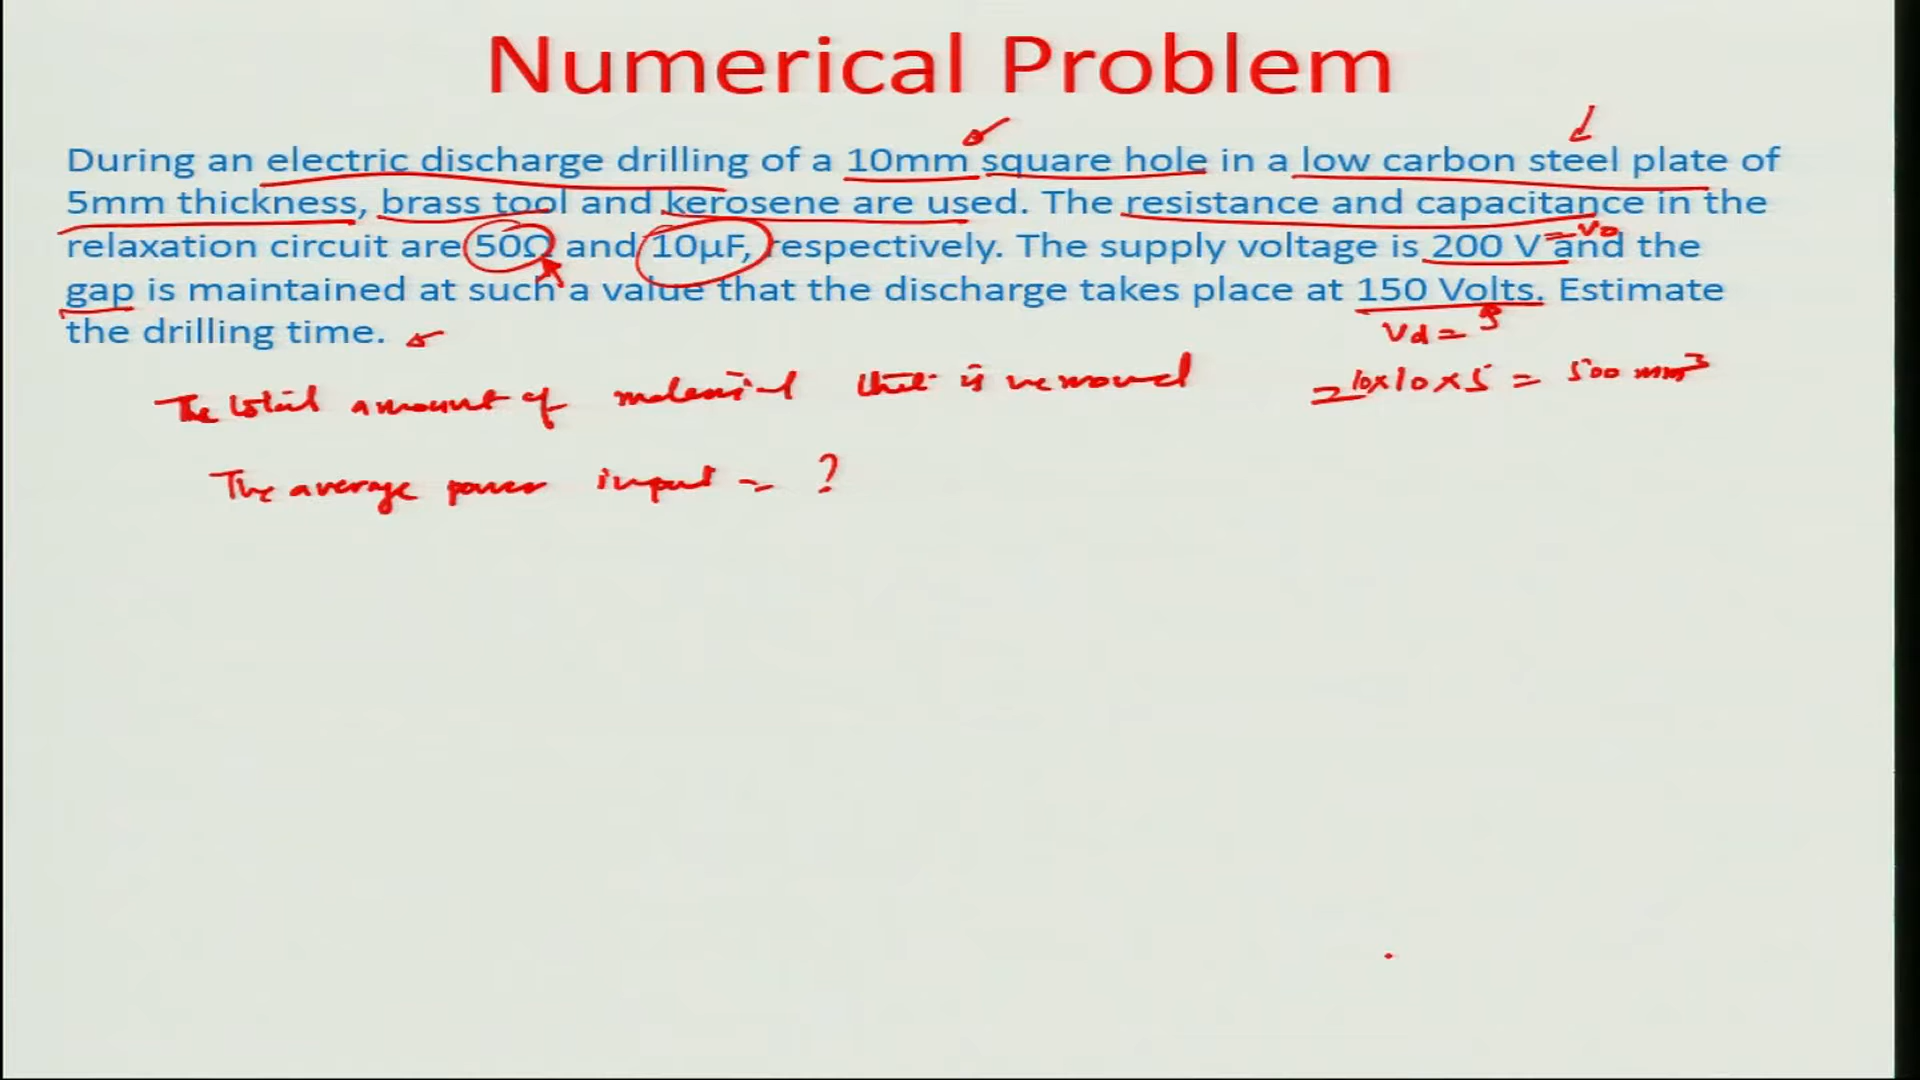 Numerical Problem
During an electric discharge drilling of a 10mm square hole in a low carbon steel plate of
5mm thickness, brass tool and kerosene are used. The resistance and capacitance in the
relaxation circuit are 50Ω and 10μF, respectively. The supply voltage is 200 V = V0 and the
gap is maintained at such a value that the discharge takes place at 150 Volts. Estimate
the drilling time.
Vd =
The total amount of material that is removed = 10x10x5 = 500 mm³
The average power input = ?